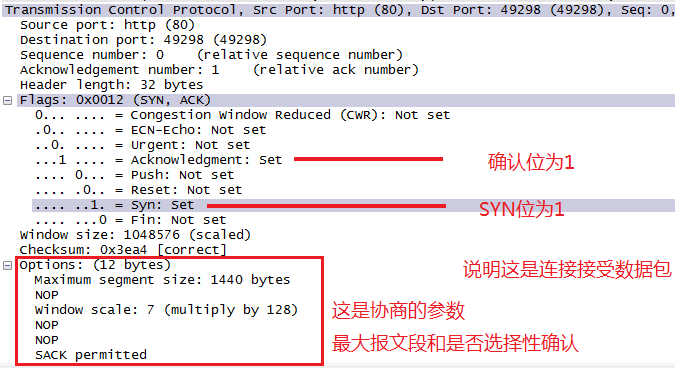 Transmission Control Protocol, Src Port: http (80), Dst Port: 49298 (49298), Seq: 0,
Source port: http (80)
Destination port: 49298 (49298)
Sequence number: 0 (relative sequence number)
Acknowledgement number: 1 (relative ack number)
Header length: 32 bytes
Flags: 0x0012 (SYN, ACK)
0... .... = Congestion Window Reduced (CWR): Not set
.0.. .... = ECN-Echo: Not set
..0. .... = Urgent: Not set
...1 .... = Acknowledgment: Set
确认位为1
.... 0... = Push: Not set
.... .0.. = Reset: Not set
.... ..1. = Syn: Set
SYN位为1
.... ...0 = Fin: Not set
Window size: 1048576 (scaled)
Checksum: 0x3ea4 [correct]
Options: (12 bytes)
说明这是连接接受数据包
Maximum segment size: 1440 bytes
NOP
Window scale: 7 (multiply by 128)
这是协商的参数
NOP
NOP
最大报文段和是否选择性确认
SACK permitted